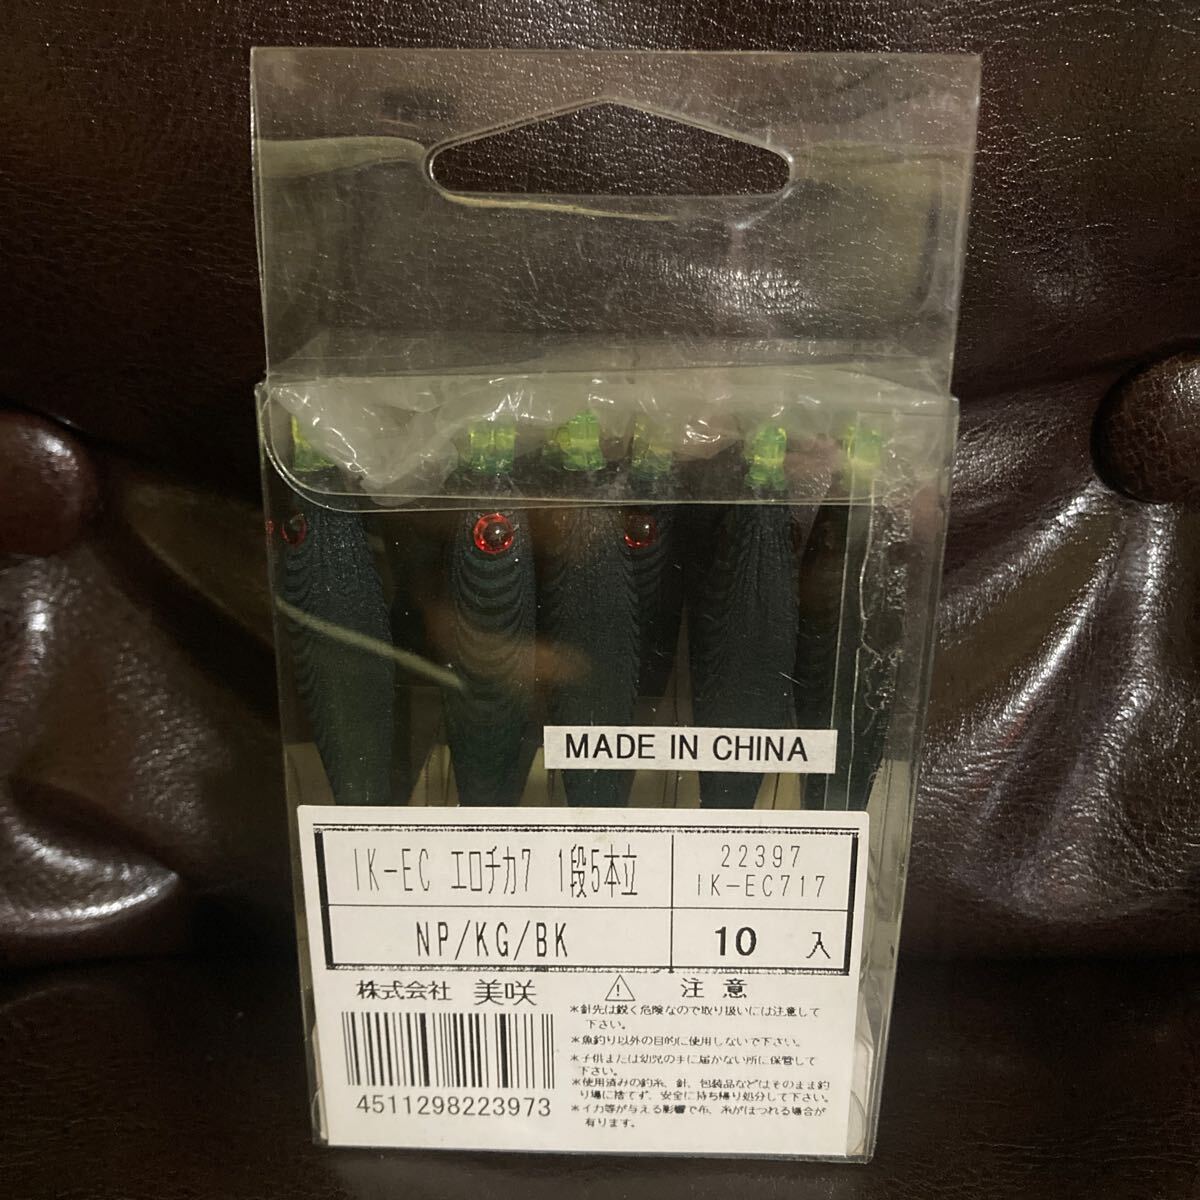 MADE IN CHINA
IK-EC エロチカ7 1段5本立
22397
IK-EC717
NP/KG/BK
10 入
株式会社 美咲
注意
*針先は鋭く危険なので取り扱いには注意して
下さい。
*魚釣り以外の目的に使用しないで下さい。
*子供または幼児の手に届かない所に保管して
下さい。
*使用済みの釣糸、針、包装品などはそのまま釣
り場に捨てず、安全に持ち帰り処分して下さい。
*イカ等が与える影響で布、糸がほつれる場合が
有ります。
4511298223973